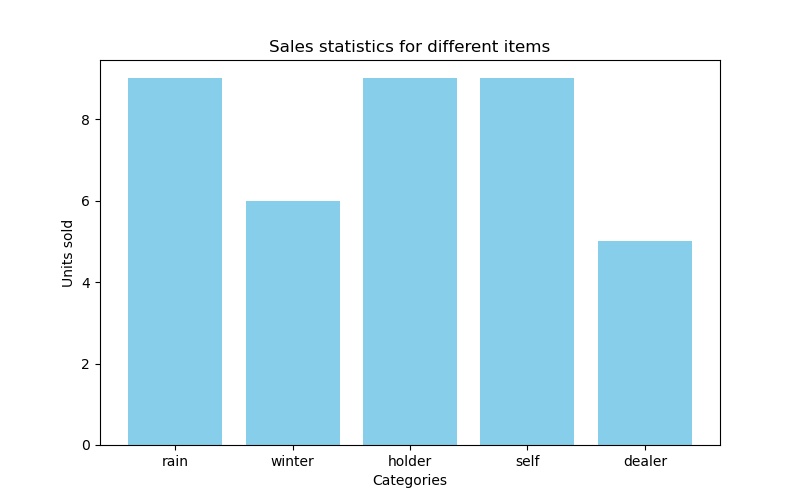 Sales statistics for different items
Units sold
8
6
4
2
0
rain winter holder self dealer
Categories